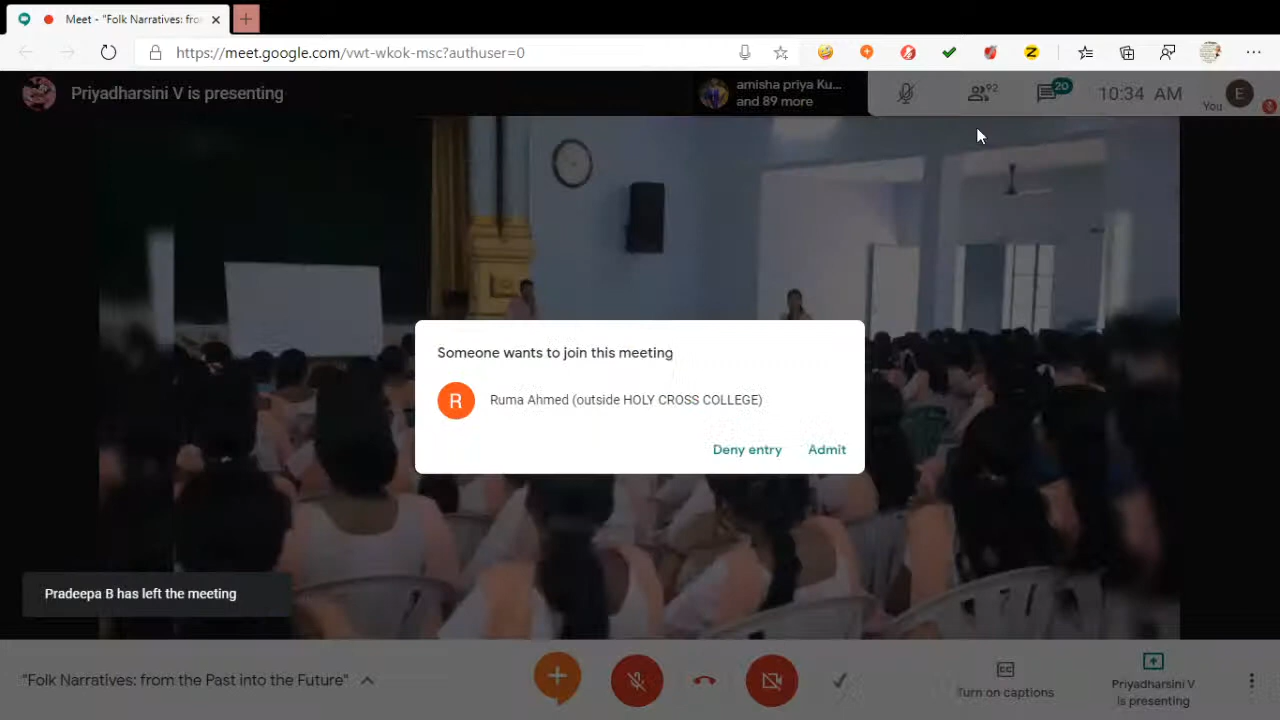 Meet - "Folk Narratives: fro
https://meet.google.com/vwt-wkok-msc?authuser=0
Priyadharsini V is presenting
amisha priya Ku...
and 89 more
92
20
10:34 AM
You
E
Someone wants to join this meeting
R
Ruma Ahmed (outside HOLY CROSS COLLEGE)
Deny entry
Admit
Pradeepa B has left the meeting
"Folk Narratives: from the Past into the Future"
CC
Turn on captions
Priyadharsini V
is presenting